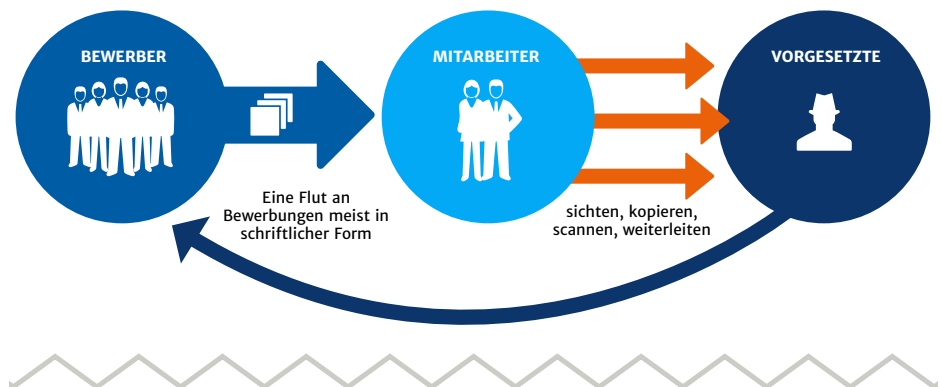 BEWERBER
MITARBEITER
VORGESETZTE
Eine Flut an
Bewerbungen meist in
schriftlicher Form
sichten, kopieren,
scannen, weiterleiten